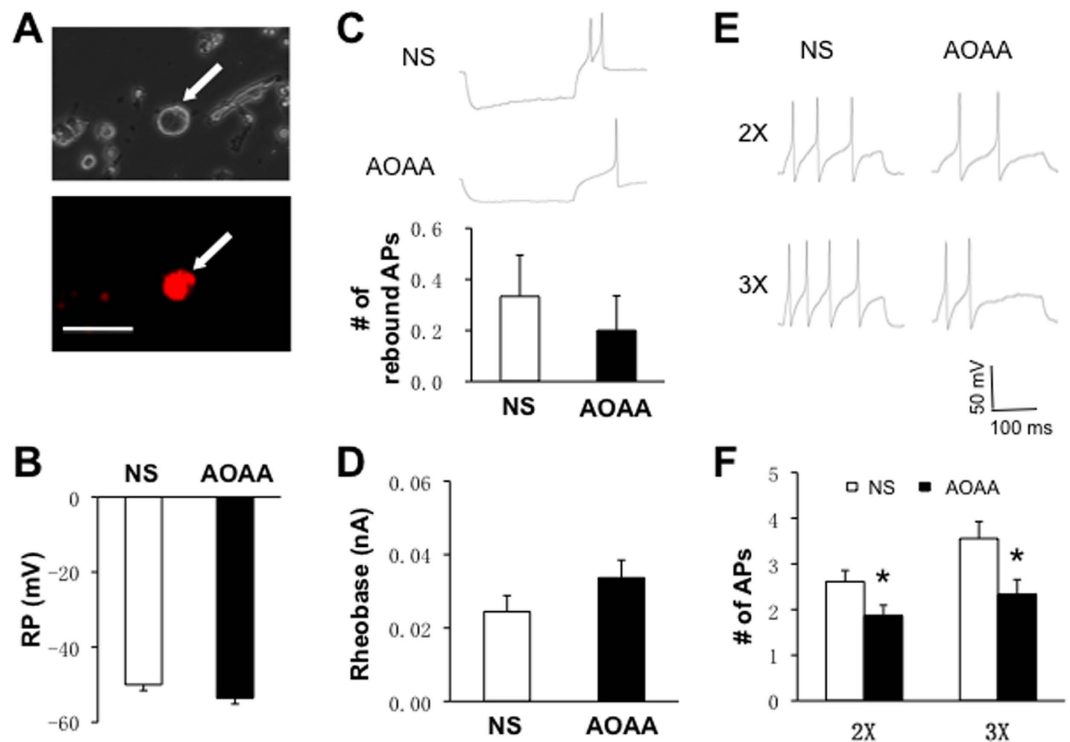 A
C
NS
AOAA
# of
rebound APs
0.6
0.4
0.2
0.0
NS
AOAA
E
NS
AOAA
2X
3X
50 mV
100 ms
B
NS
AOAA
RP (mV)
0
-20
-40
-60
D
Rheobase (nA)
0.06
0.04
0.02
0.00
NS
AOAA
F
# of APs
5
4
3
2
1
0
NS
AOAA
*
*
2X
3X